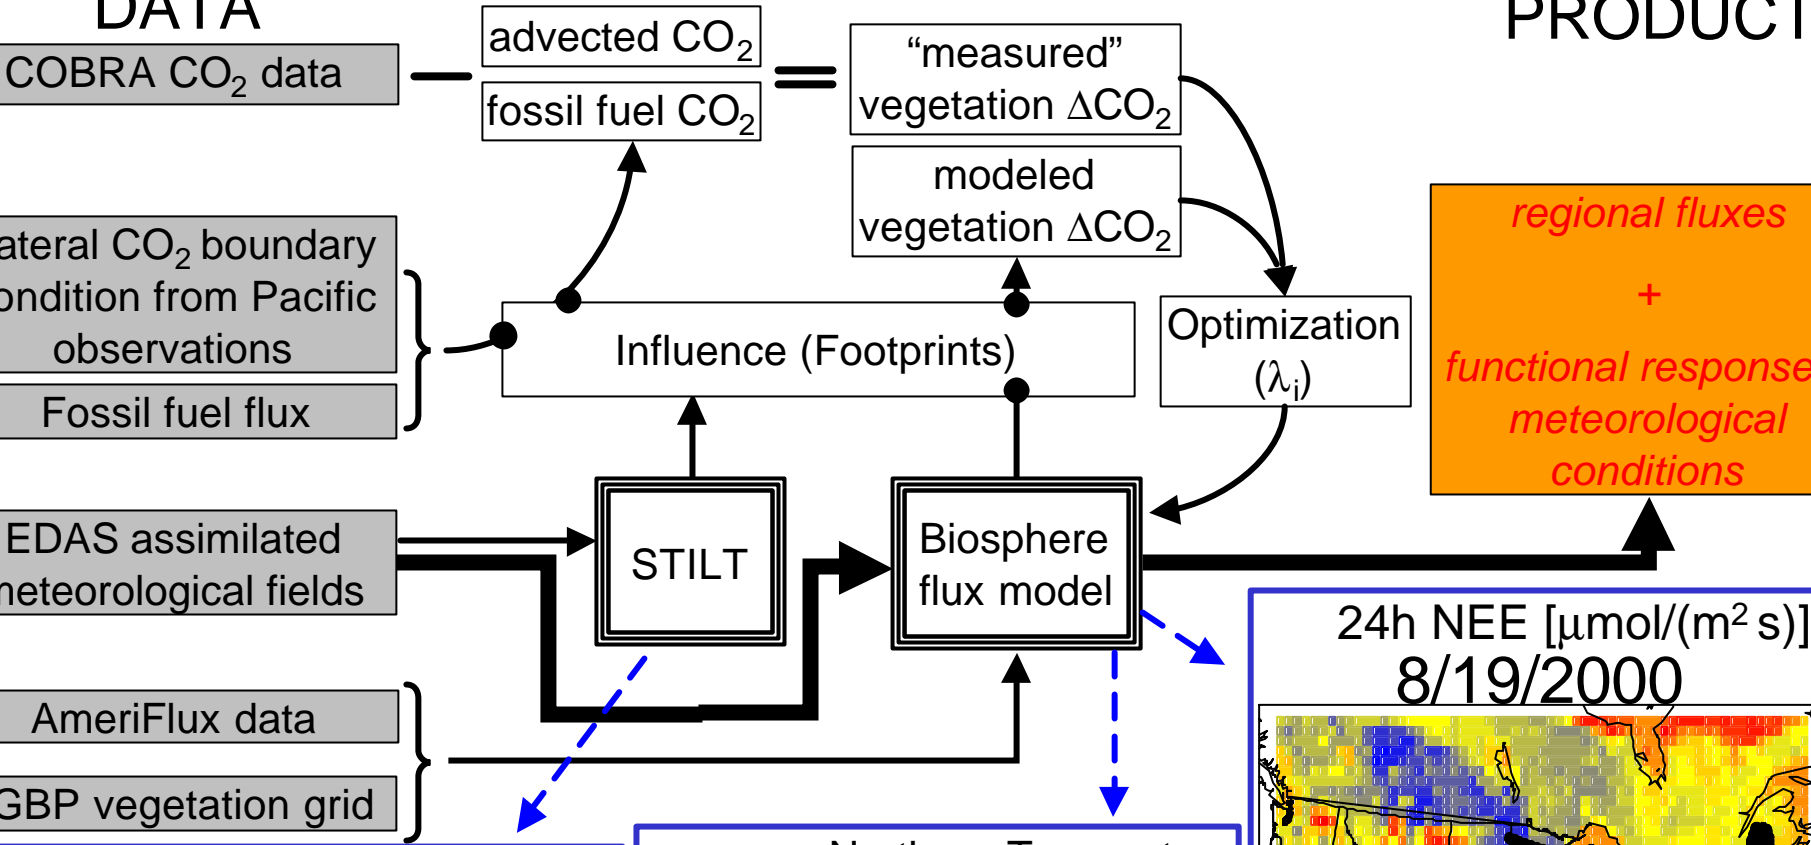 DATA
PRODUCT
COBRA CO2 data
advected CO2
fossil fuel CO2
“measured”
vegetation ΔCO2
modeled
vegetation ΔCO2
ateral CO2 boundary
ondition from Pacific
observations
Fossil fuel flux
Influence (Footprints)
Optimization
(λi)
regional fluxes
+
functional response
meteorological
conditions
EDAS assimilated
meteorological fields
STILT
Biosphere
flux model
AmeriFlux data
GBP vegetation grid
24h NEE [μmol/(m2 s)]
8/19/2000